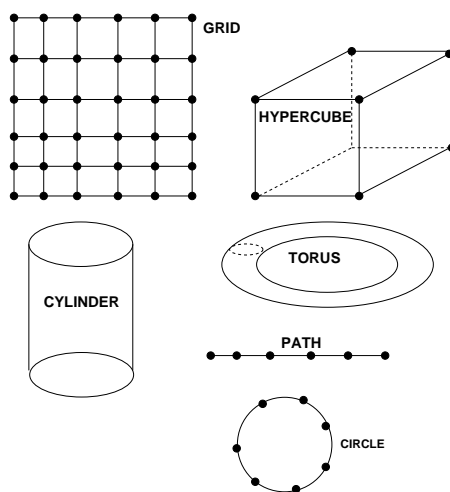 GRID
HYPERCUBE
CYLINDER
TORUS
PATH
CIRCLE